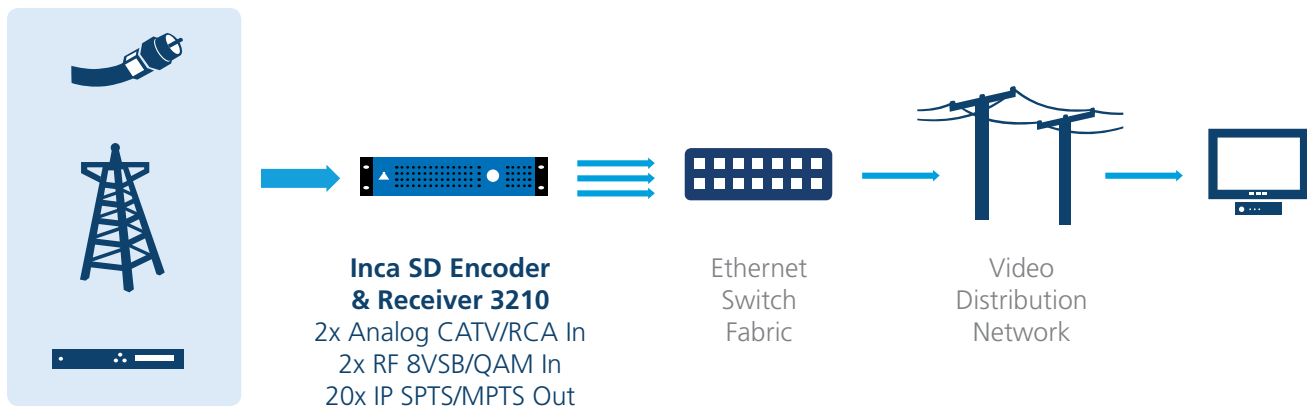 Inca SD Encoder
& Receiver 3210
2x Analog CATV/RCA In
2x RF 8VSB/QAM In
20x IP SPTS/MPTS Out
Ethernet
Switch
Fabric
Video
Distribution
Network